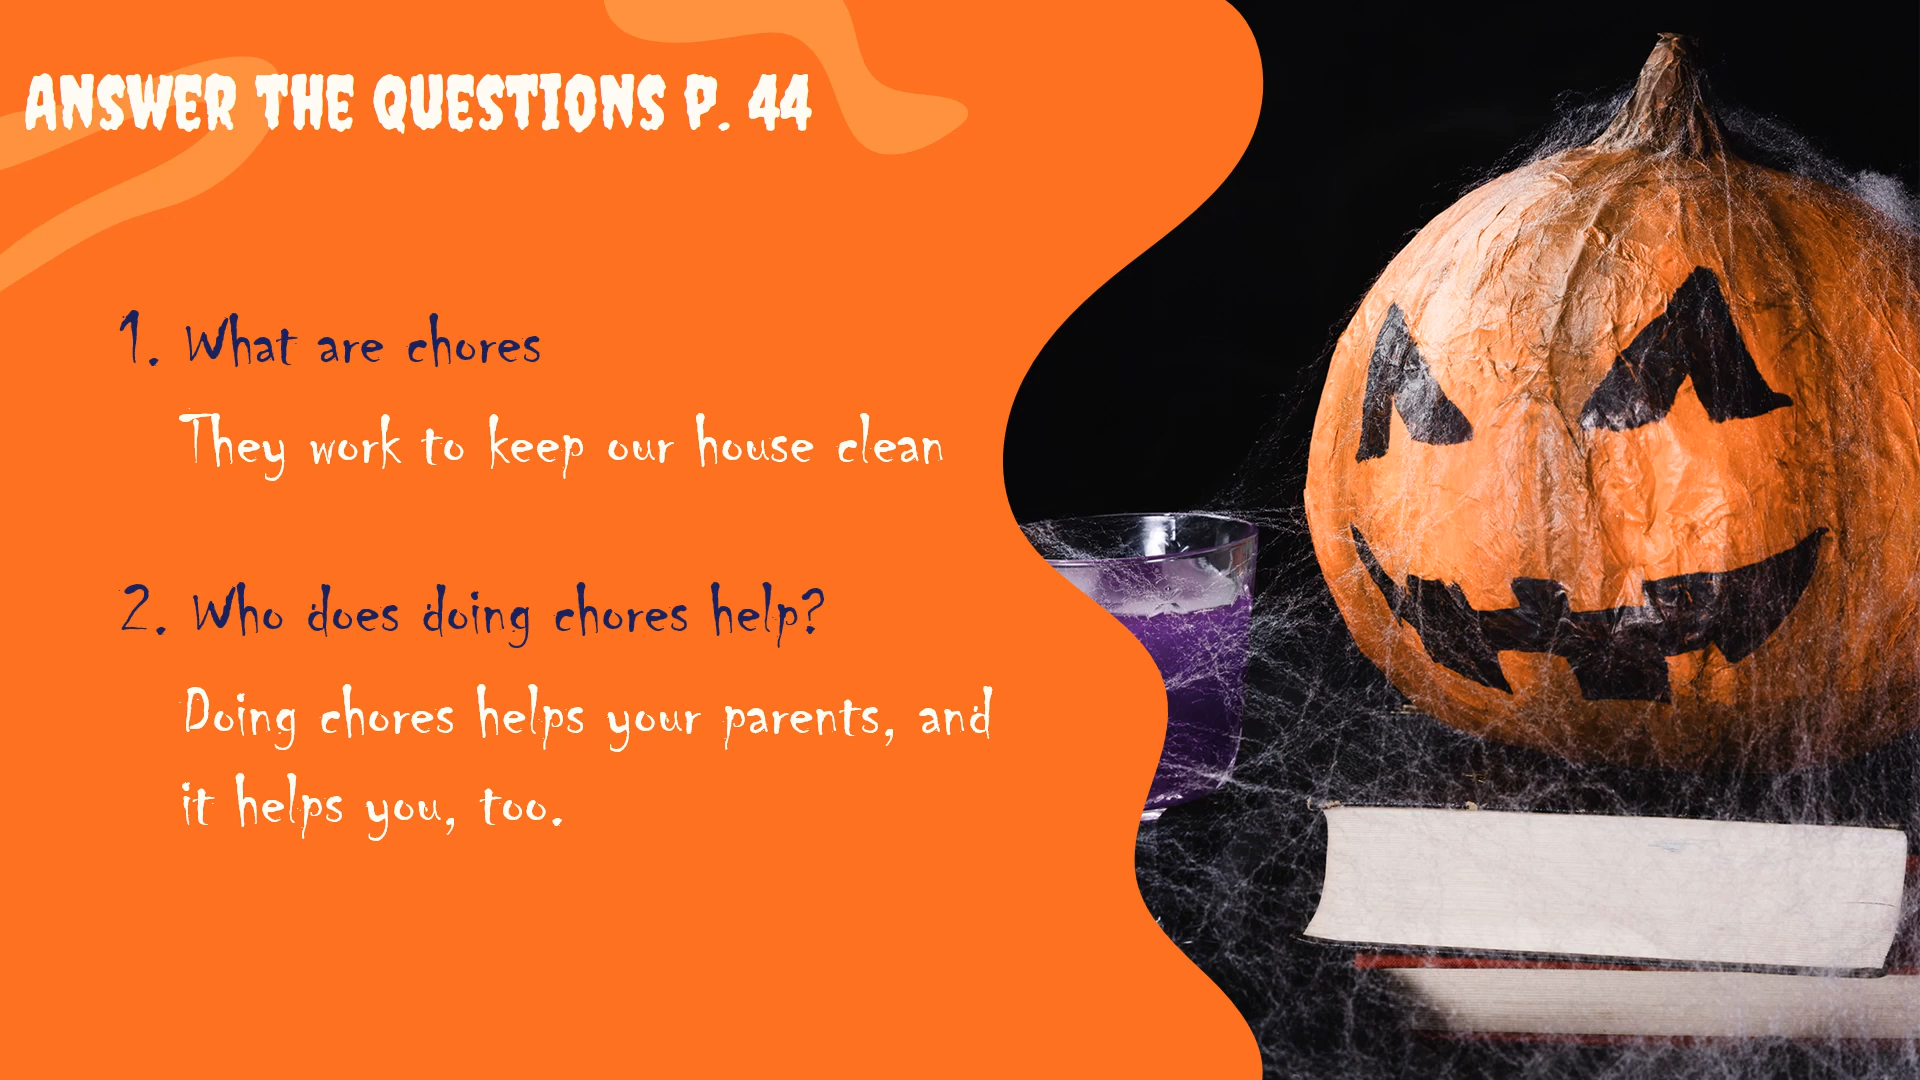 ANSWER THE QUESTIONS P. 44
1. What are chores
They work to keep our house clean
2. Who does doing chores help?
Doing chores helps your parents, and
it helps you, too.